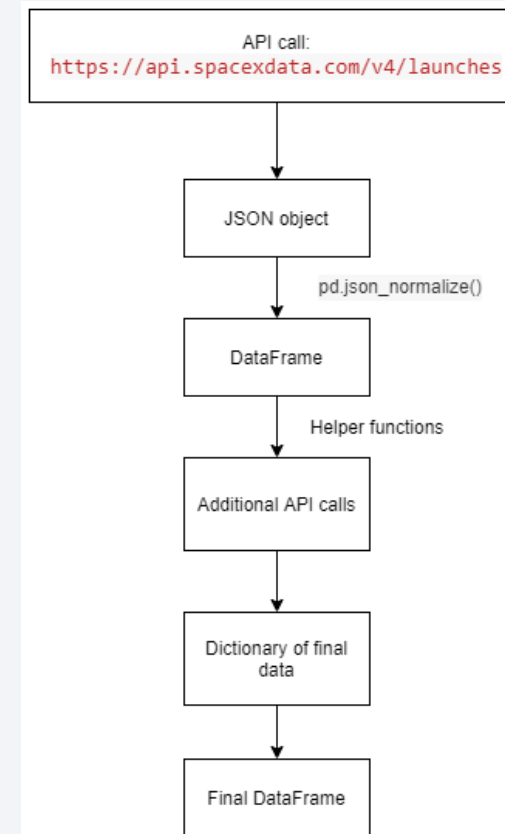 API call:
https://api.spacexdata.com/v4/launches
JSON object
pd.json_normalize()
DataFrame
Helper functions
Additional API calls
Dictionary of final
data
Final DataFrame